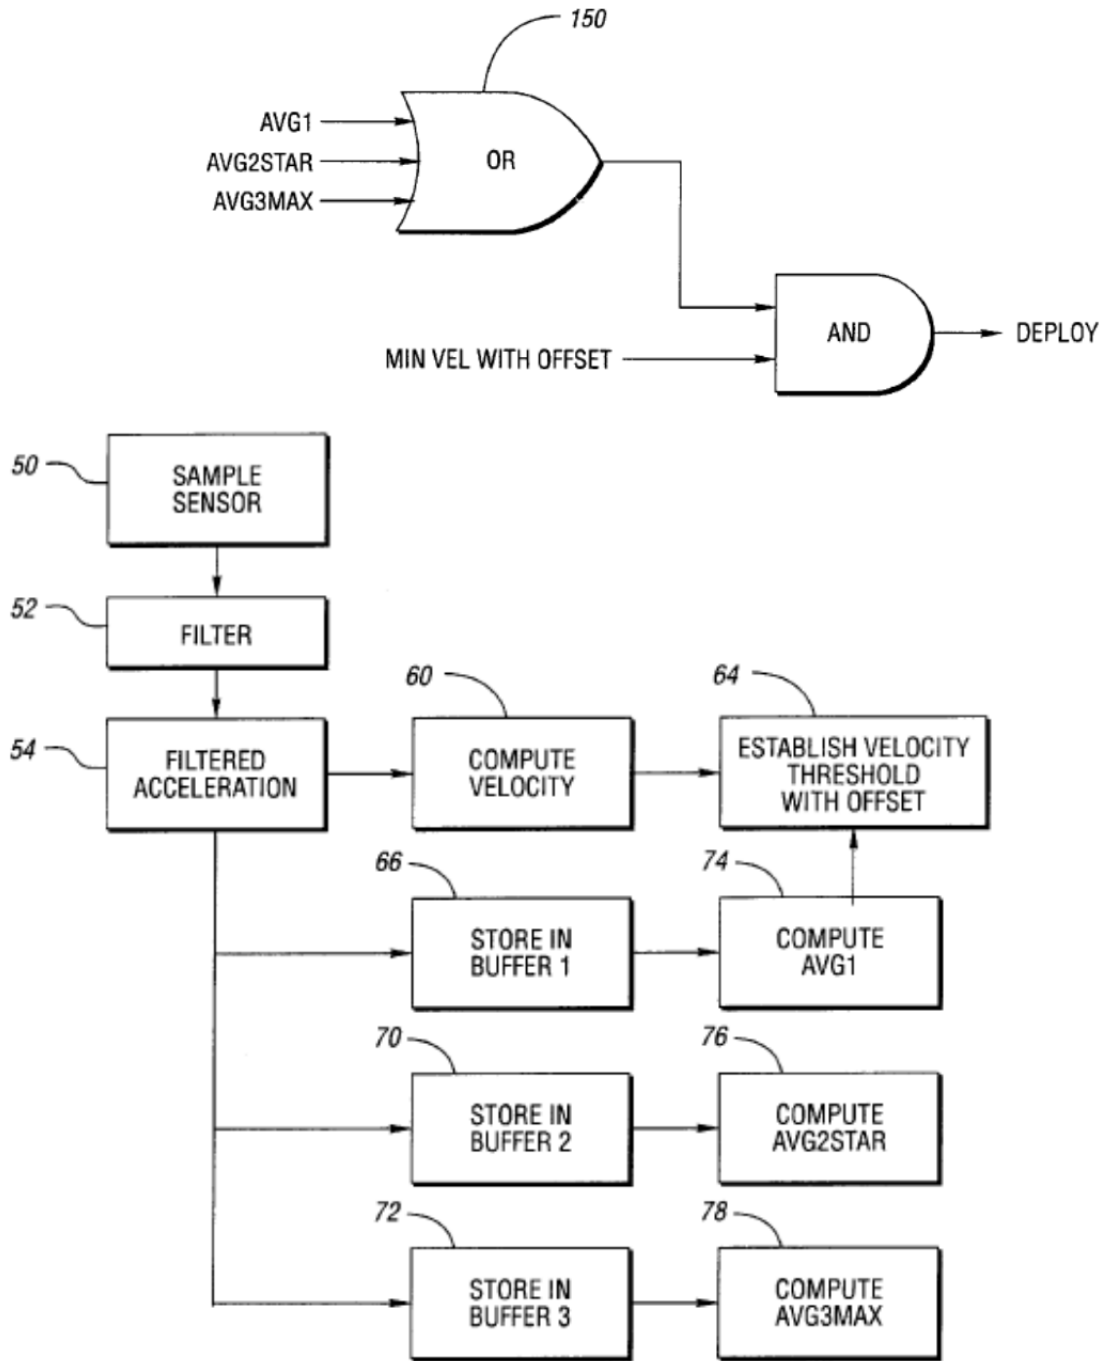 150
AVG1
AVG2STAR
AVG3MAX
OR
AND
DEPLOY
MIN VEL WITH OFFSET
50
SAMPLE
SENSOR
52
FILTER
54
FILTERED
ACCELERATION
60
COMPUTE
VELOCITY
64
ESTABLISH VELOCITY
THRESHOLD
WITH OFFSET
66
STORE IN
BUFFER 1
74
COMPUTE
AVG1
70
STORE IN
BUFFER 2
76
COMPUTE
AVG2STAR
72
STORE IN
BUFFER 3
78
COMPUTE
AVG3MAX